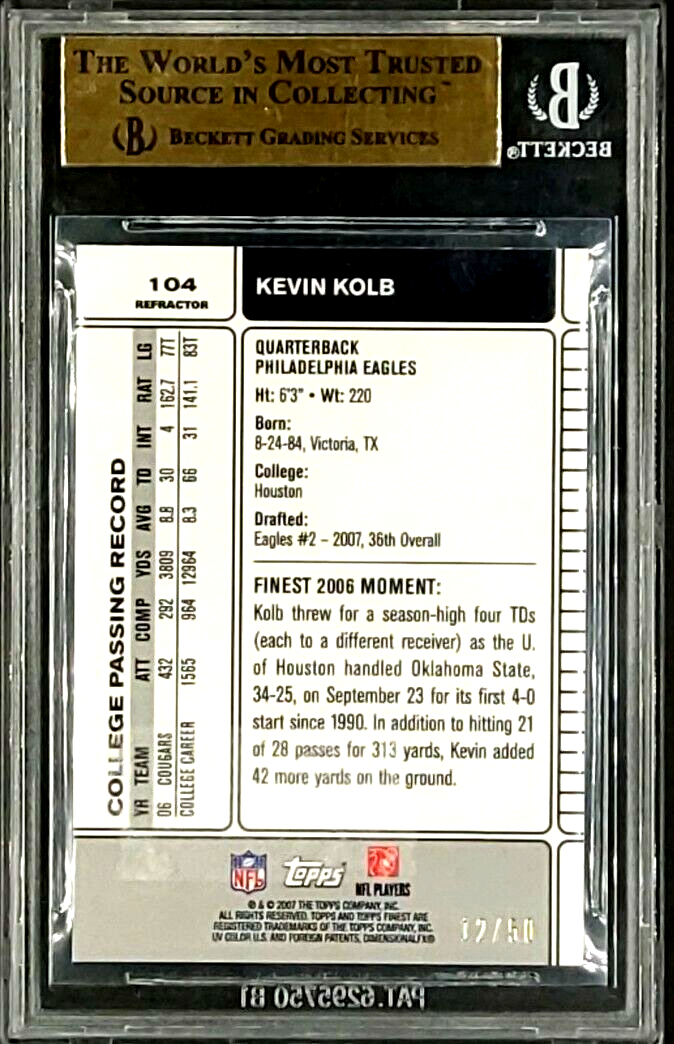 THE WORLD'S MOST TRUSTED
SOURCE IN COLLECTING™
(B) BECKETT GRADING SERVICES
B
BECKETT®
104
REFRACTOR
KEVIN KOLB
COLLEGE PASSING RECORD
YR TEAM ATT COMP YDS AVG TD INT RAT LG
06 COUGARS 432 292 3809 8.8 30 4 162.7 77T
COLLEGE CAREER 1565 964 12964 8.3 66 31 141.1 83T
QUARTERBACK
PHILADELPHIA EAGLES
Ht: 6'3" • Wt: 220
Born:
8-24-84, Victoria, TX
College:
Houston
Drafted:
Eagles #2 – 2007, 36th Overall
FINEST 2006 MOMENT:
Kolb threw for a season-high four TDs
(each to a different receiver) as the U.
of Houston handled Oklahoma State,
34-25, on September 23 for its first 4-0
start since 1990. In addition to hitting 21
of 28 passes for 313 yards, Kevin added
42 more yards on the ground.
NFL
Topps
NFL PLAYERS
® & © 2007 THE TOPPS COMPANY, INC.
ALL RIGHTS RESERVED. TOPPS AND TOPPS FINEST ARE
REGISTERED TRADEMARKS OF THE TOPPS COMPANY, INC.
UV COLOR U.S. AND FOREIGN PATENTS, DIMENSIONALFX®
12/50
PAT.6295750 B1